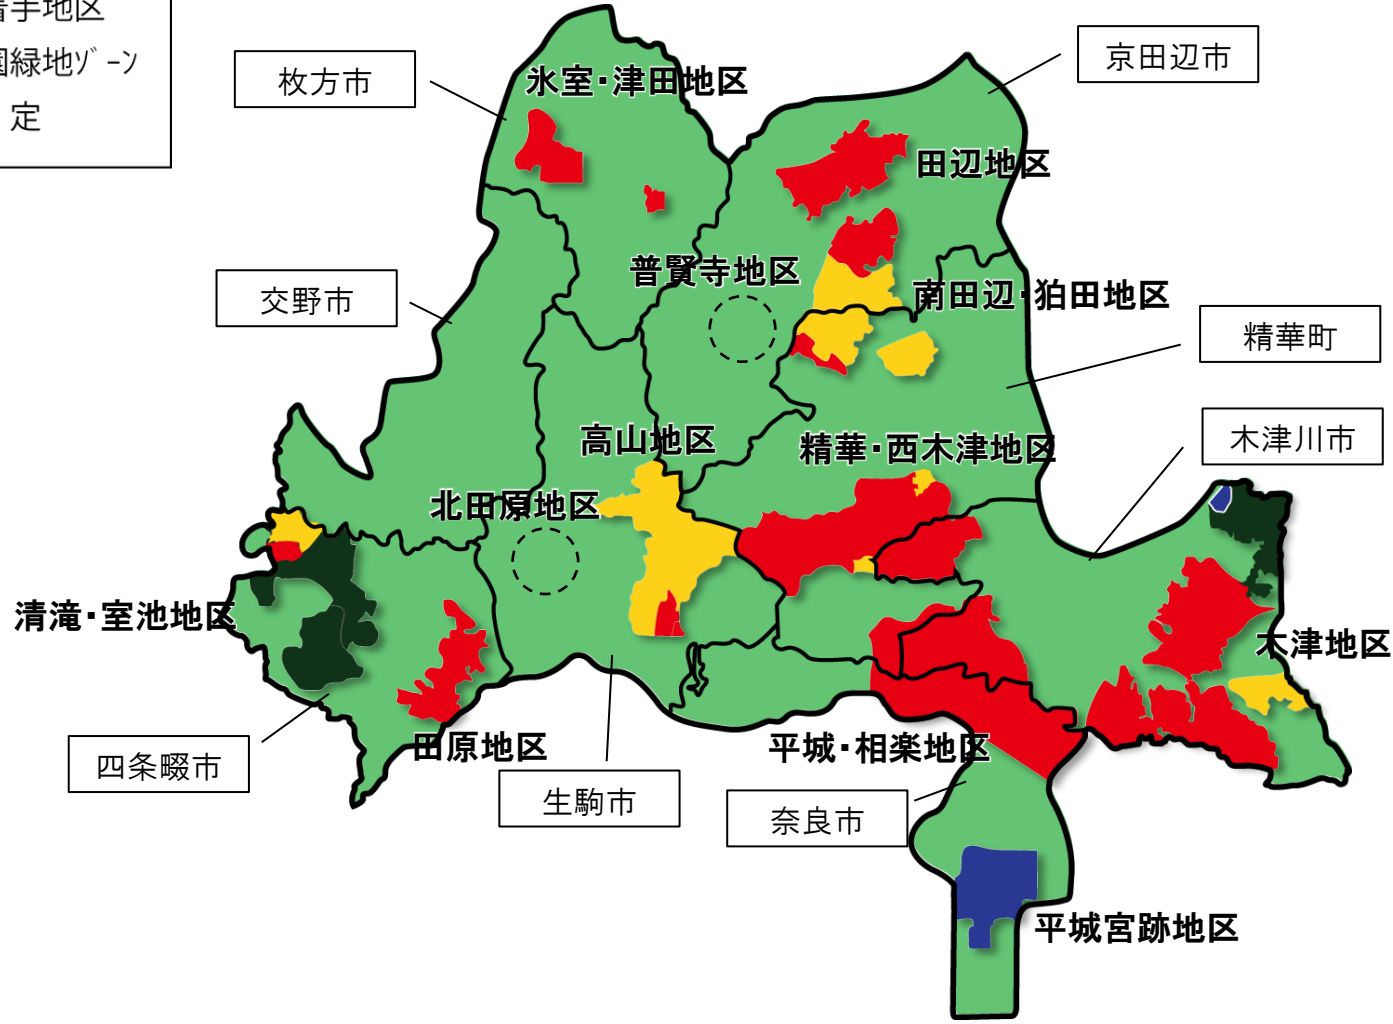 着手地区
園緑地ｿﾞｰﾝ
定
枚方市
氷室・津田地区
京田辺市
田辺地区
普賢寺地区
交野市
南田辺・狛田地区
精華町
高山地区
精華・西木津地区
木津川市
北田原地区
清滝・室池地区
木津地区
田原地区
平城・相楽地区
四条畷市
生駒市
奈良市
平城宮跡地区